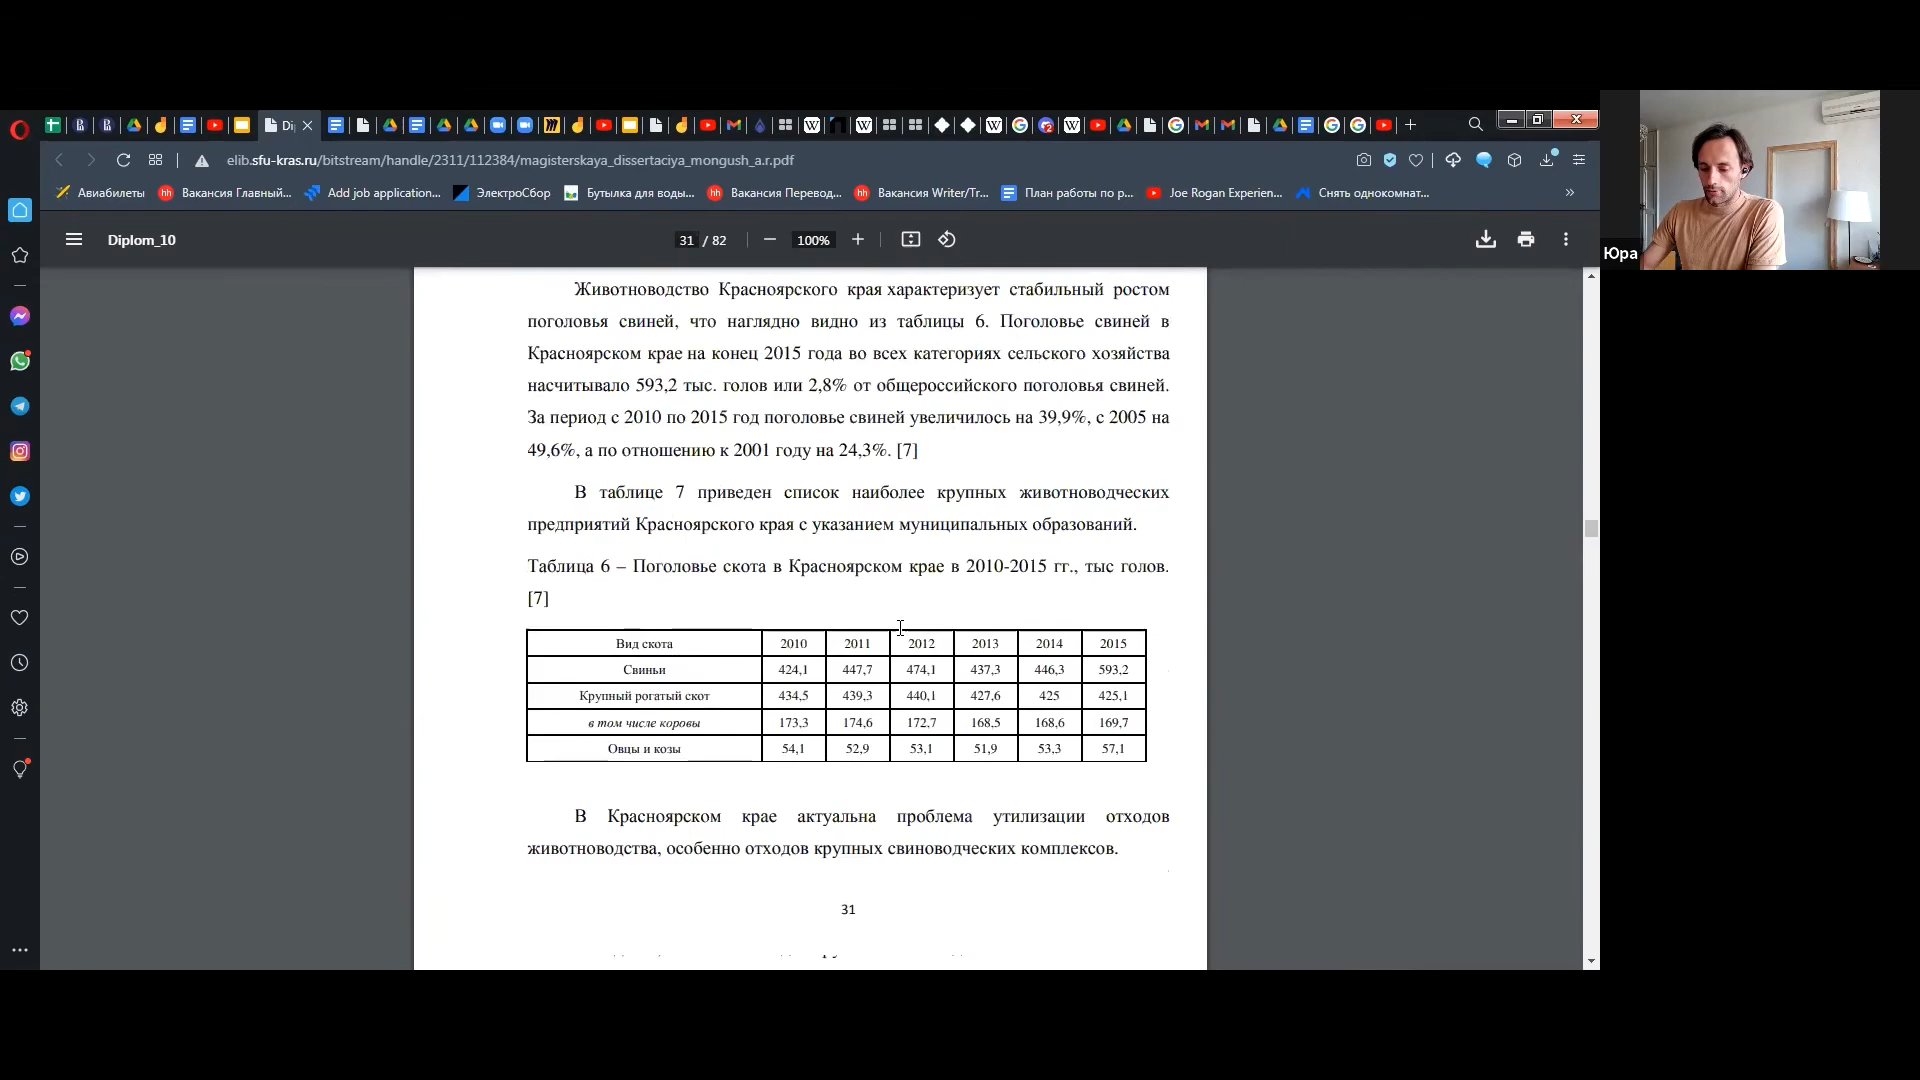 Di
elib.sfu-kras.ru/bitstream/handle/2311/112384/magisterskaya_dissertaciya_mongush_a.r.pdf
Авиабилеты
Вакансия Главный...
Add job application...
ЭлектроСбор
Бутылка для воды...
Вакансия Перевод...
Вакансия Writer/Tr...
План работы по р...
Joe Rogan Experien...
Снять однокомнат...
Diplom_10
31 / 82
100%
Юра
Животноводство Красноярского края характеризует стабильный ростом
поголовья свиней, что наглядно видно из таблицы 6. Поголовье свиней в
Красноярском крае на конец 2015 года во всех категориях сельского хозяйства
насчитывало 593,2 тыс. голов или 2,8% от общероссийского поголовья свиней.
За период с 2010 по 2015 год поголовье свиней увеличилось на 39,9%, с 2005 на
49,6%, а по отношению к 2001 году на 24,3%. [7]
В таблице 7 приведен список наиболее крупных животноводческих
предприятий Красноярского края с указанием муниципальных образований.
Таблица 6 – Поголовье скота в Красноярском крае в 2010-2015 гг., тыс голов.
[7]
Вид скота 2010 2011 2012 2013 2014 2015
Свиньи 424,1 447,7 474,1 437,3 446,3 593,2
Крупный рогатый скот 434,5 439,3 440,1 427,6 425 425,1
в том числе коровы 173,3 174,6 172,7 168,5 168,6 169,7
Овцы и козы 54,1 52,9 53,1 51,9 53,3 57,1
В Красноярском крае актуальна проблема утилизации отходов
животноводства, особенно отходов крупных свиноводческих комплексов.
31